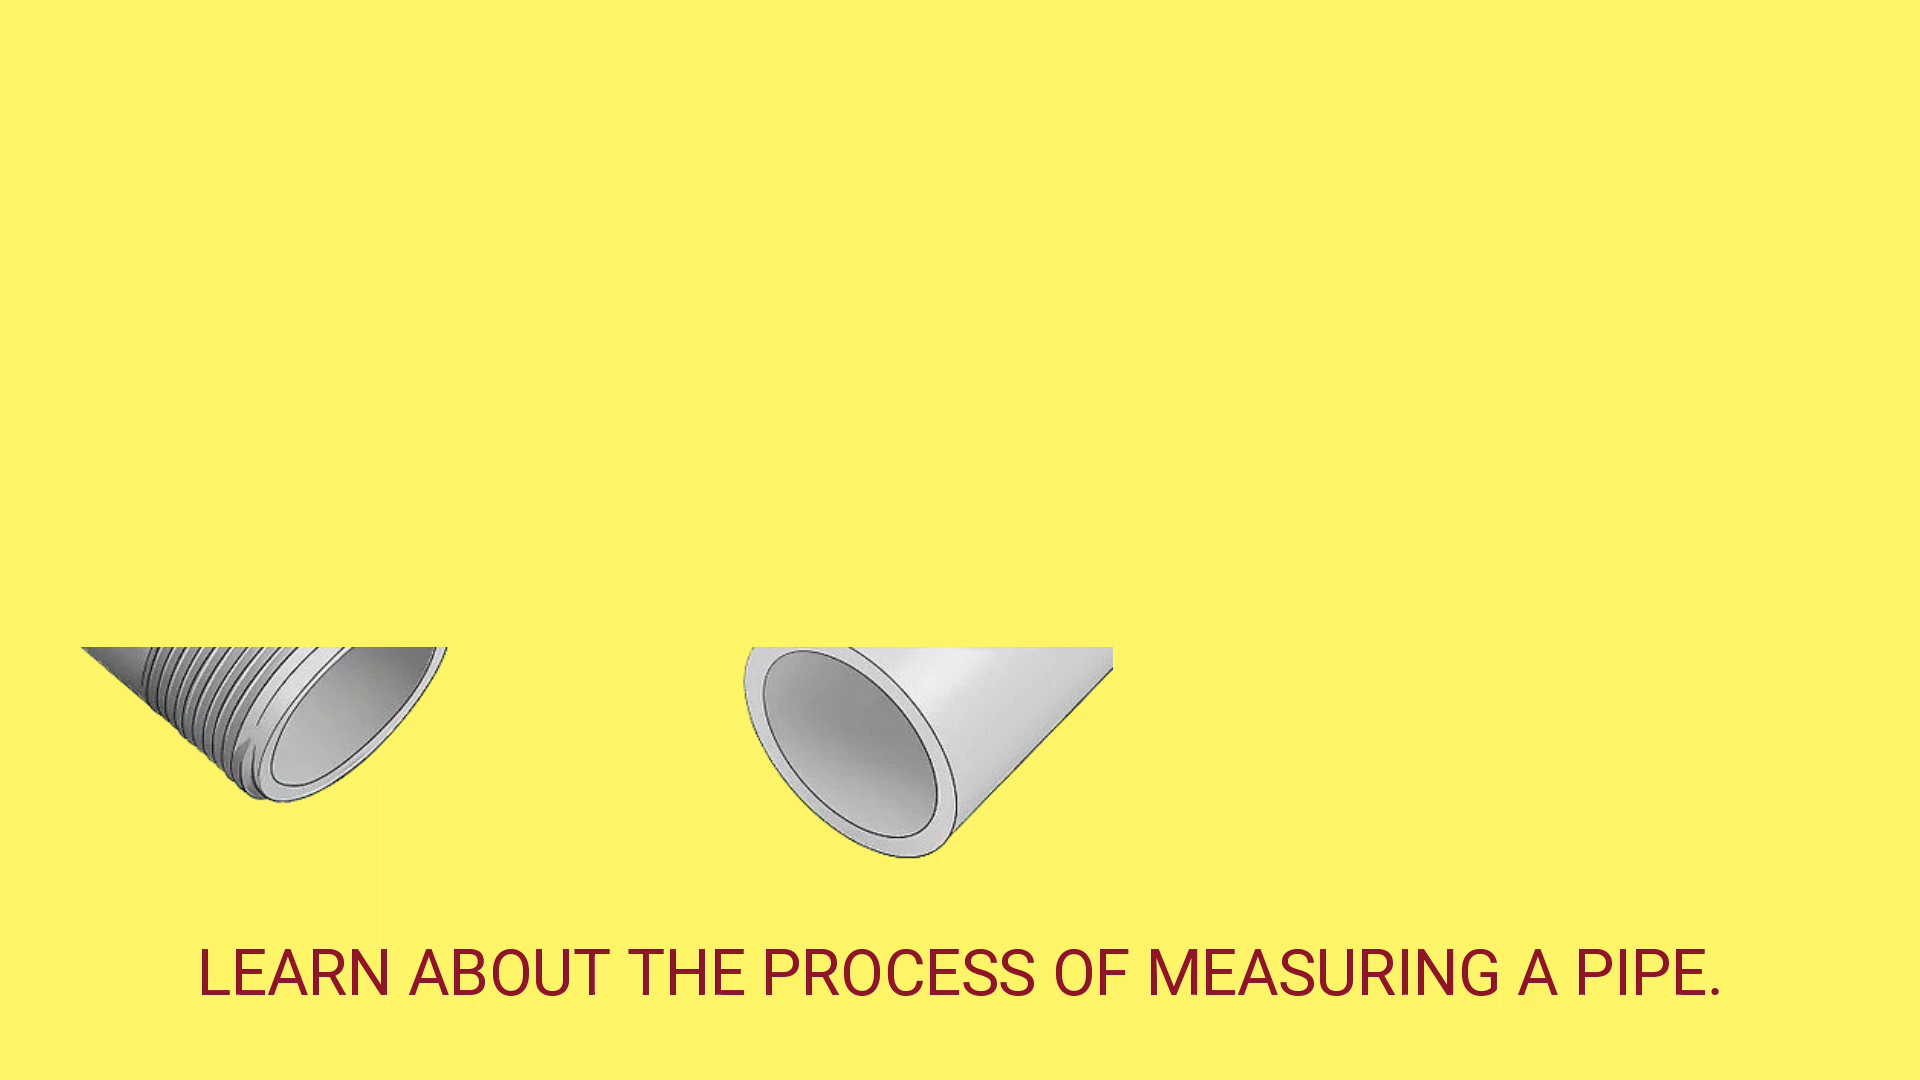 LEARN ABOUT THE PROCESS OF MEASURING A PIPE.